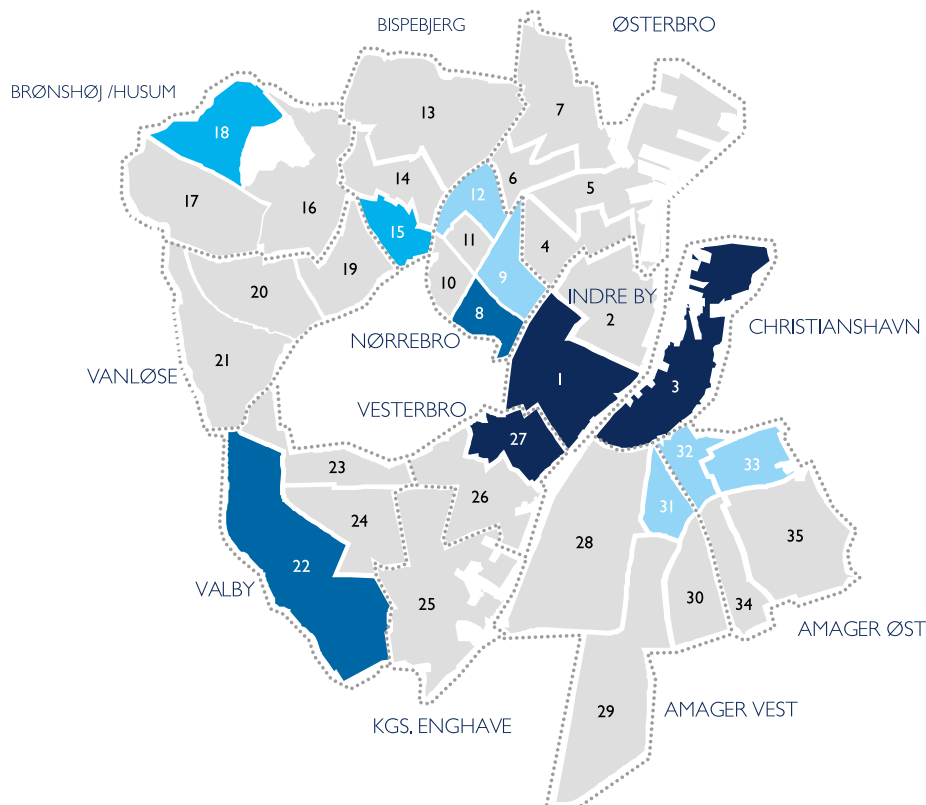 BISPEBJERG
ØSTERBRO
BRØNSHØJ /HUSUM
18
13
7
17
16
14
12
6
5
15
11
4
19
10
9
20
8
INDRE BY
2
NØRREBRO
CHRISTIANSHAVN
21
VANLØSE
1
3
VESTERBRO
27
32
33
23
26
31
24
28
35
22
VALBY
25
30
34
AMAGER ØST
29
AMAGER VEST
KGS. ENGHAVE